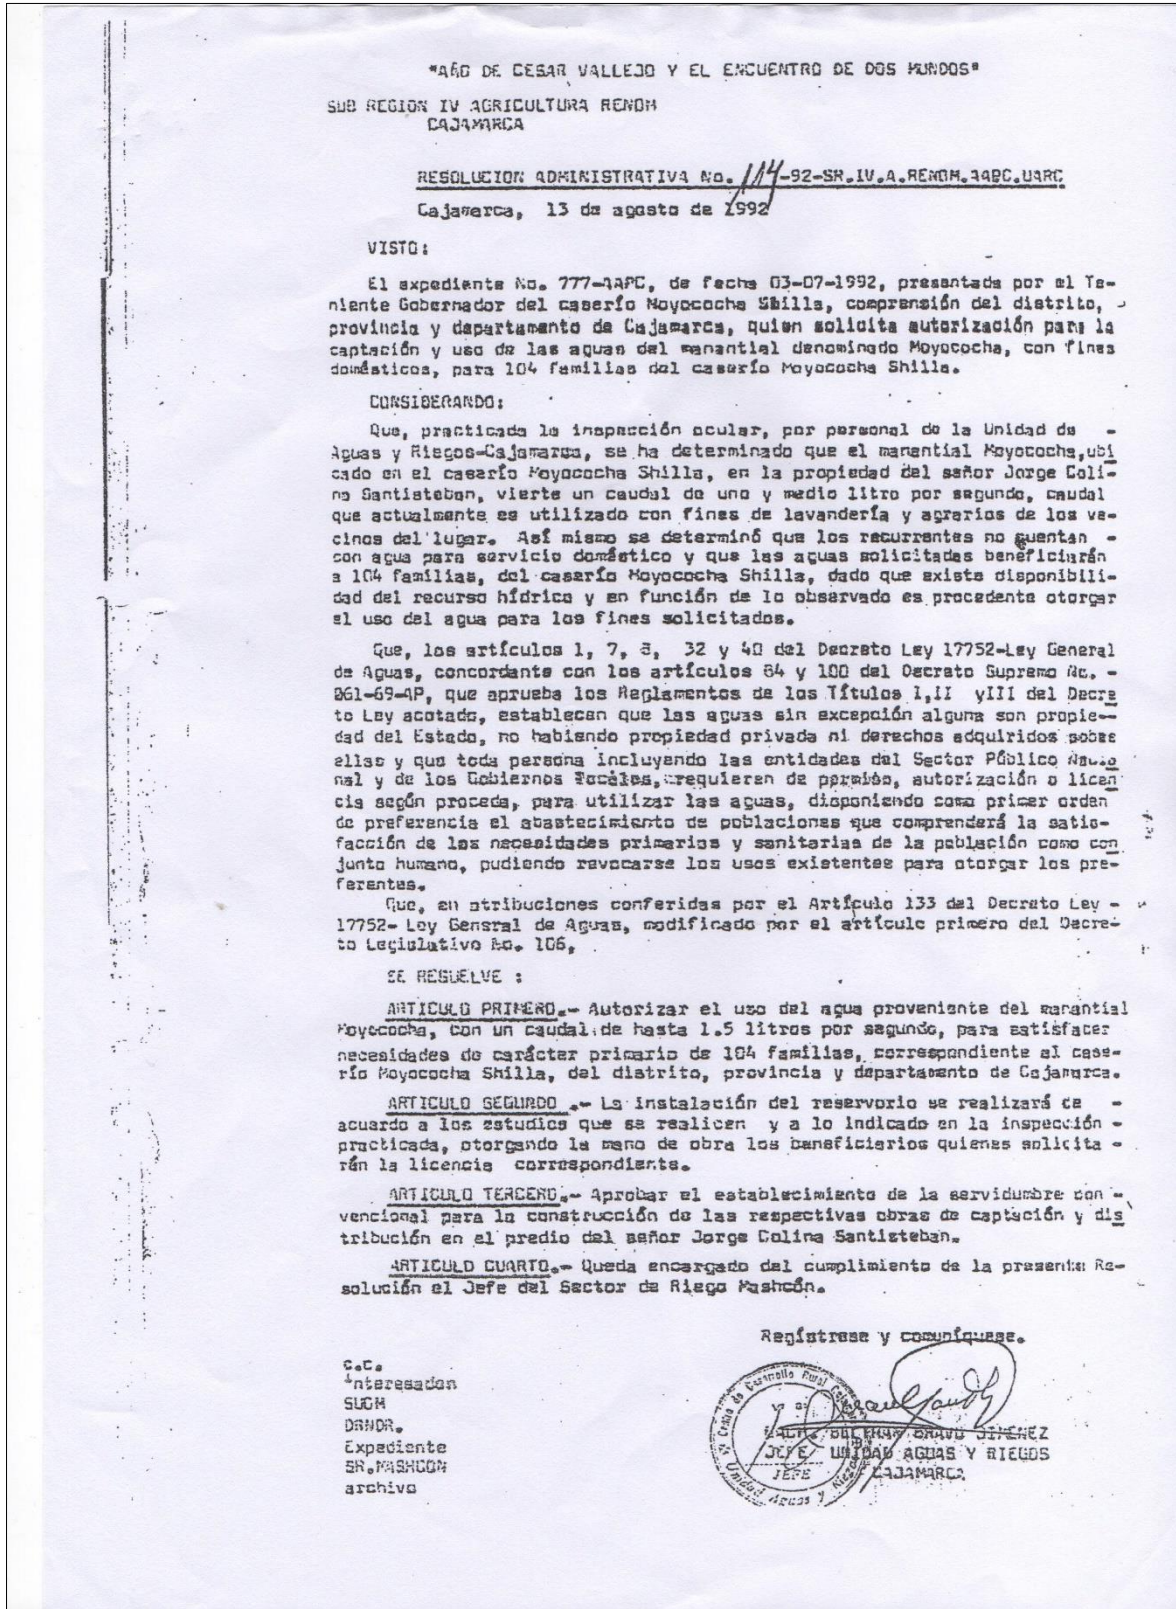 "AÑO DE CESAR VALLEJO Y EL ENCUENTRO DE DOS MUNDOS"
SUB REGION IV AGRICULTURA RENOM
CAJAMARCA
RESOLUCION ADMINISTRATIVA No. 114-92-SR.IV.A.RENOM.AAPC.UARC
Cajamarca, 13 de agosto de 1992
VISTO:
El expediente No. 777-AAPC, de fecha 03-07-1992, presentada por el Te-
niente Gobernador del caserío Moyococha Shilla, comprensión del distrito,
provincia y departamento de Cajamarca, quien solicita autorización para la
captación y uso de las aguas del manantial denominado Moyococha, con fines
domésticos, para 104 familias del caserío Moyococha Shilla.
CONSIDERANDO:
Que, practicada la inspección ocular, por personal de la Unidad de -
Aguas y Riegos-Cajamarca, se ha determinado que el manantial Moyococha,ubi
cado en el caserío Moyococha Shilla, en la propiedad del señor Jorge Coli-
na Santisteban, vierte un caudal de uno y medio litro por segundo, caudal
que actualmente es utilizado con fines de lavandería y agrarios de los ve-
cinos del lugar. Así mismo se determinó que los recurrentes no guentan -
con agua para servicio doméstico y que las aguas solicitadas beneficiarán
a 104 familias, del caserío Moyococha Shilla, dado que existe disponibili-
dad del recurso hídrico y en función de lo observado es procedente otorgar
el uso del agua para los fines solicitados.
Que, los artículos 1, 7, 8, 32 y 40 del Decreto Ley 17752-Ley General
de Aguas, concordante con los artículos 84 y 100 del Decreto Supremo No. -
061-69-AP, que aprueba los Reglamentos de los Títulos I,II yIII del Decre
to Ley acotado, establecen que las aguas sin excepción alguna son propie-
dad del Estado, no habiendo propiedad privada ni derechos adquiridos sobre
ellas y que toda persona incluyendo las entidades del Sector Público Nacio
nal y de los Gobiernos Locales, requieren de permiso, autorización o licen
cia según proceda, para utilizar las aguas, disponiendo como primer orden
de preferencia el abastecimiento de poblaciones que comprenderá la satis-
facción de las necesidades primarias y sanitarias de la población como con
junto humano, pudiendo revocarse los usos existentes para otorgar los pre-
ferentes.
Que, en atribuciones conferidas por el Artículo 133 del Decreto Ley -
17752- Ley General de Aguas, modificado por el artículo primero del Decre-
to Legislativo No. 106,
SE RESUELVE :
ARTICULO PRIMERO.- Autorizar el uso del agua proveniente del manantial
Moyococha, con un caudal de hasta 1.5 litros por segundo, para satisfacer
necesidades de carácter primario de 104 familias, correspondiente al case-
río Moyococha Shilla, del distrito, provincia y departamento de Cajamarca.
ARTICULO SEGUNDO .- La instalación del reservorio se realizará de -
acuardo a los estudios que se realicen y a lo indicado en la inspección -
practicada, otorgando la mano de obra los beneficiarios quienes solicita -
rán la licencia correspondiente.
ARTICULO TERCERO.- Aprobar el establecimiento de la servidumbre con -
vencional para la construcción de las respectivas obras de captación y dis
tribución en el predio del señor Jorge Colina Santisteban.
ARTICULO CUARTO.- Queda encargado del cumplimiento de la presente Re-
solución el Jefe del Sector de Riego Mashcón.
Regístrese y comuníquese.
c.c.
Interesados
SUCM
DRNDR.
Expediente
SR.MASHCON
archivo
Centro de Desarrollo Rural
Unidad Aguas y Riegos
JEFE
BRAVO JIMENEZ
JEFE UNIDAD AGUAS Y RIEGOS
CAJAMARCA